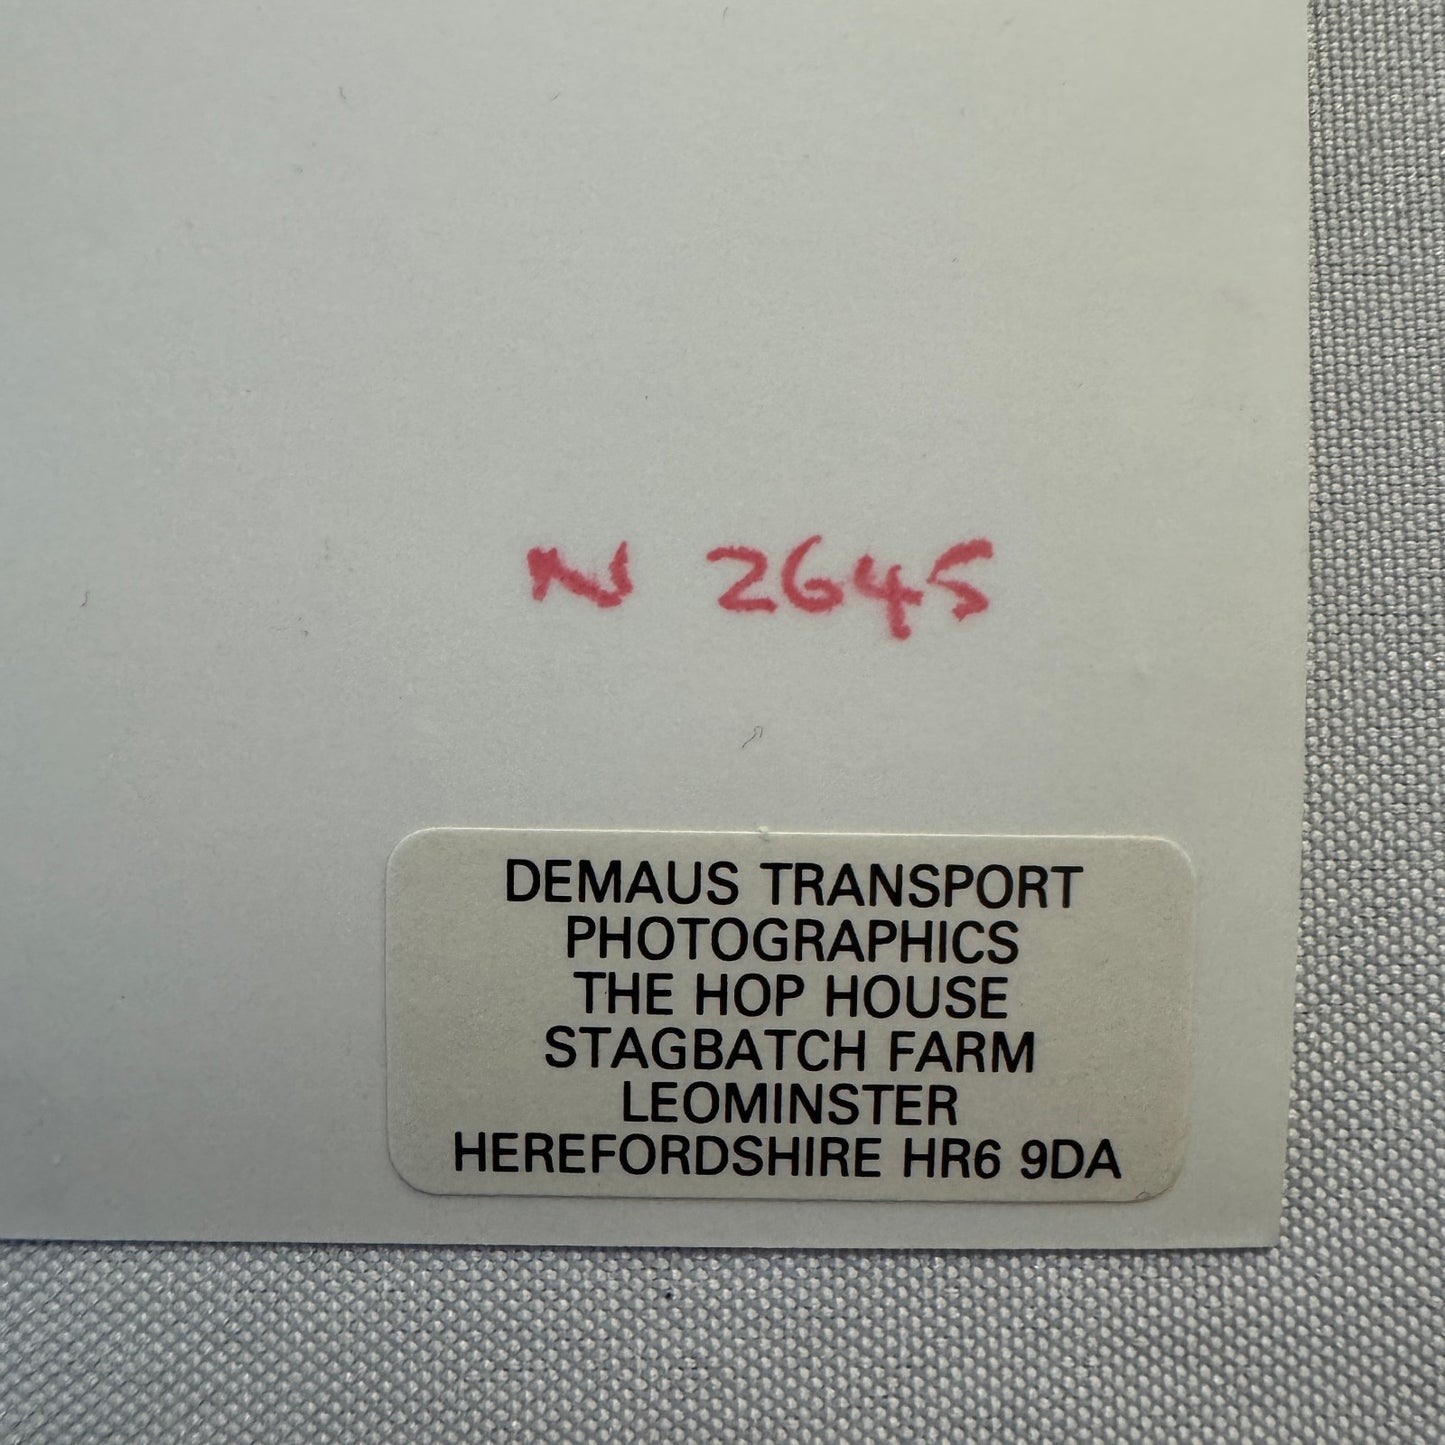 N 2645
DEMAUS TRANSPORT
PHOTOGRAPHICS
THE HOP HOUSE
STAGBATCH FARM
LEOMINSTER
HEREFORDSHIRE HR6 9DA